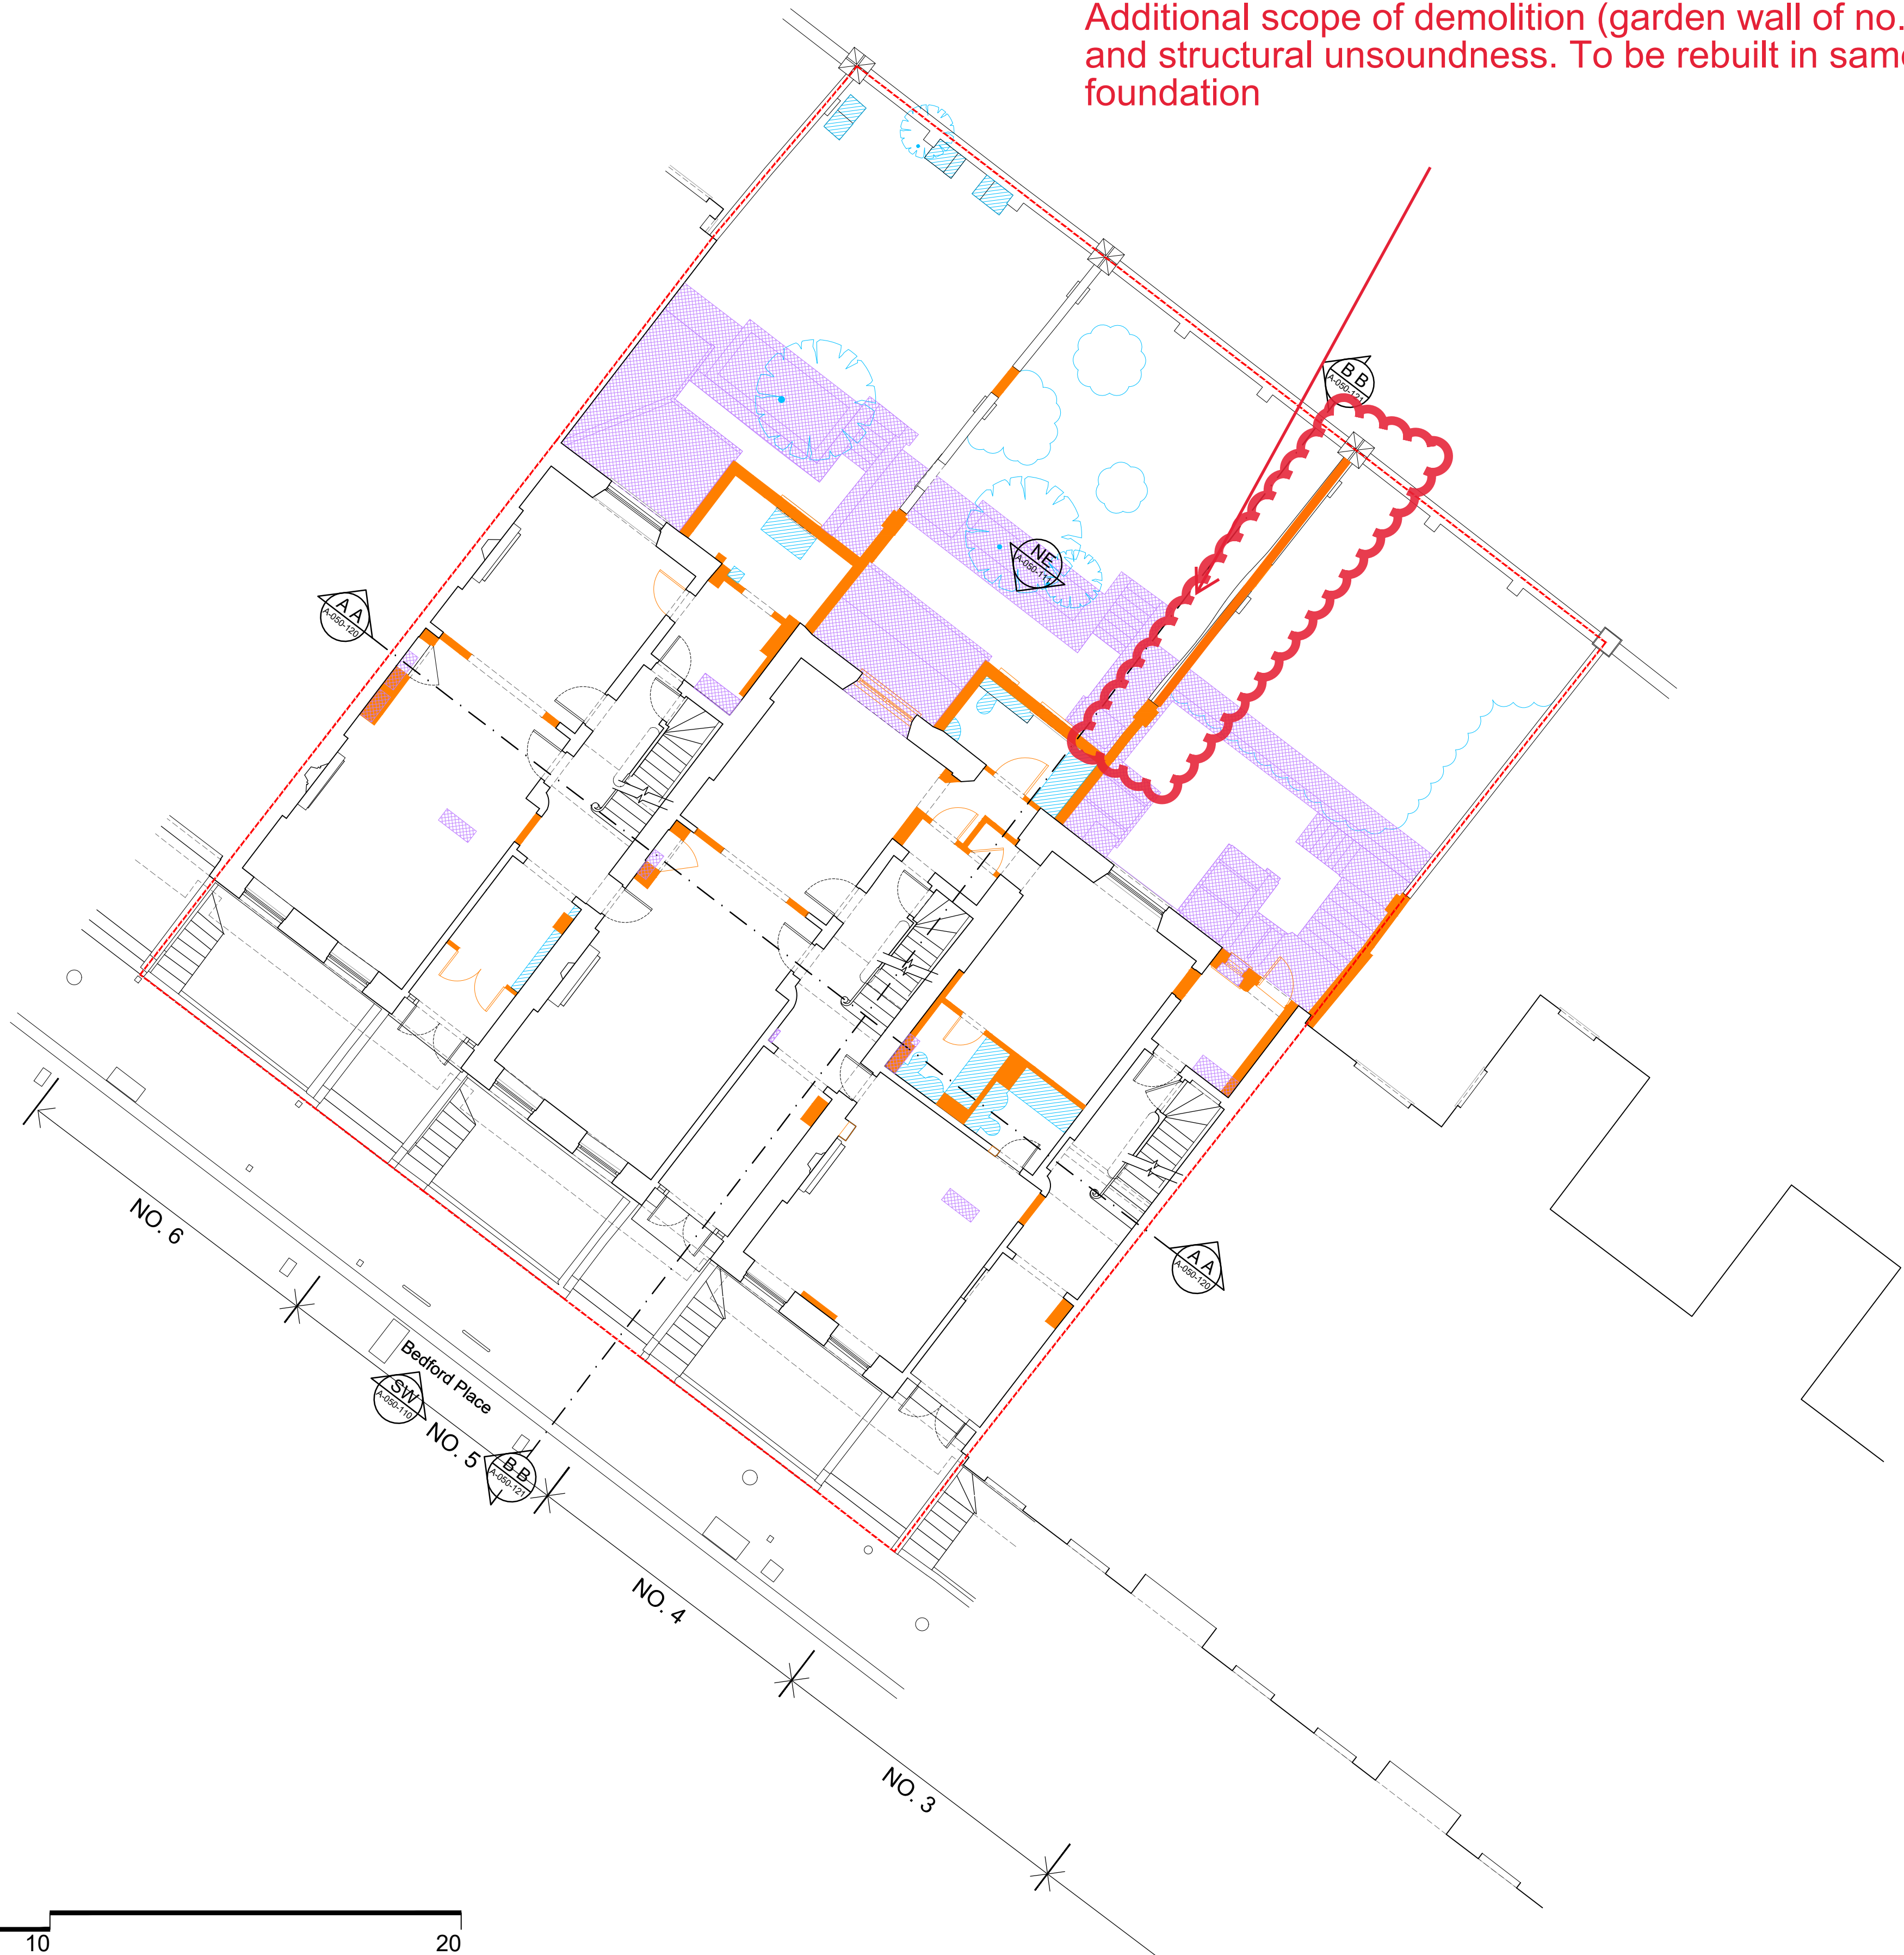 Additional scope of demolition (garden wall of no.
and structural unsoundness. To be rebuilt in same
foundation
B B
A-050-121
NE
A-050-111
A A
A-050-120
A A
A-050-120
NO. 6
Bedford Place
SW
A-050-110
NO. 5
B B
A-050-121
NO. 4
NO. 3
10
20